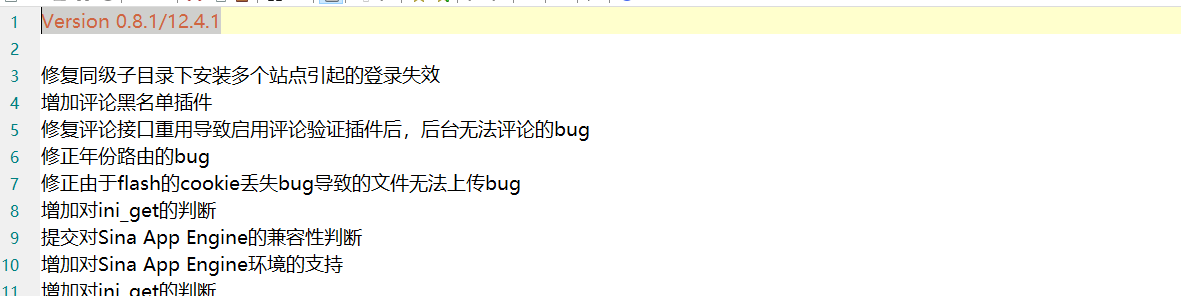 1 Version 0.8.1/12.4.1
2
3 修复同级子目录下安装多个站点引起的登录失效
4 增加评论黑名单插件
5 修复评论接口重用导致启用评论验证插件后，后台无法评论的bug
6 修正年份路由的bug
7 修正由于flash的cookie丢失bug导致的文件无法上传bug
8 增加对ini_get的判断
9 提交对Sina App Engine的兼容性判断
10 增加对Sina App Engine环境的支持
11 增加对ini_get的判断